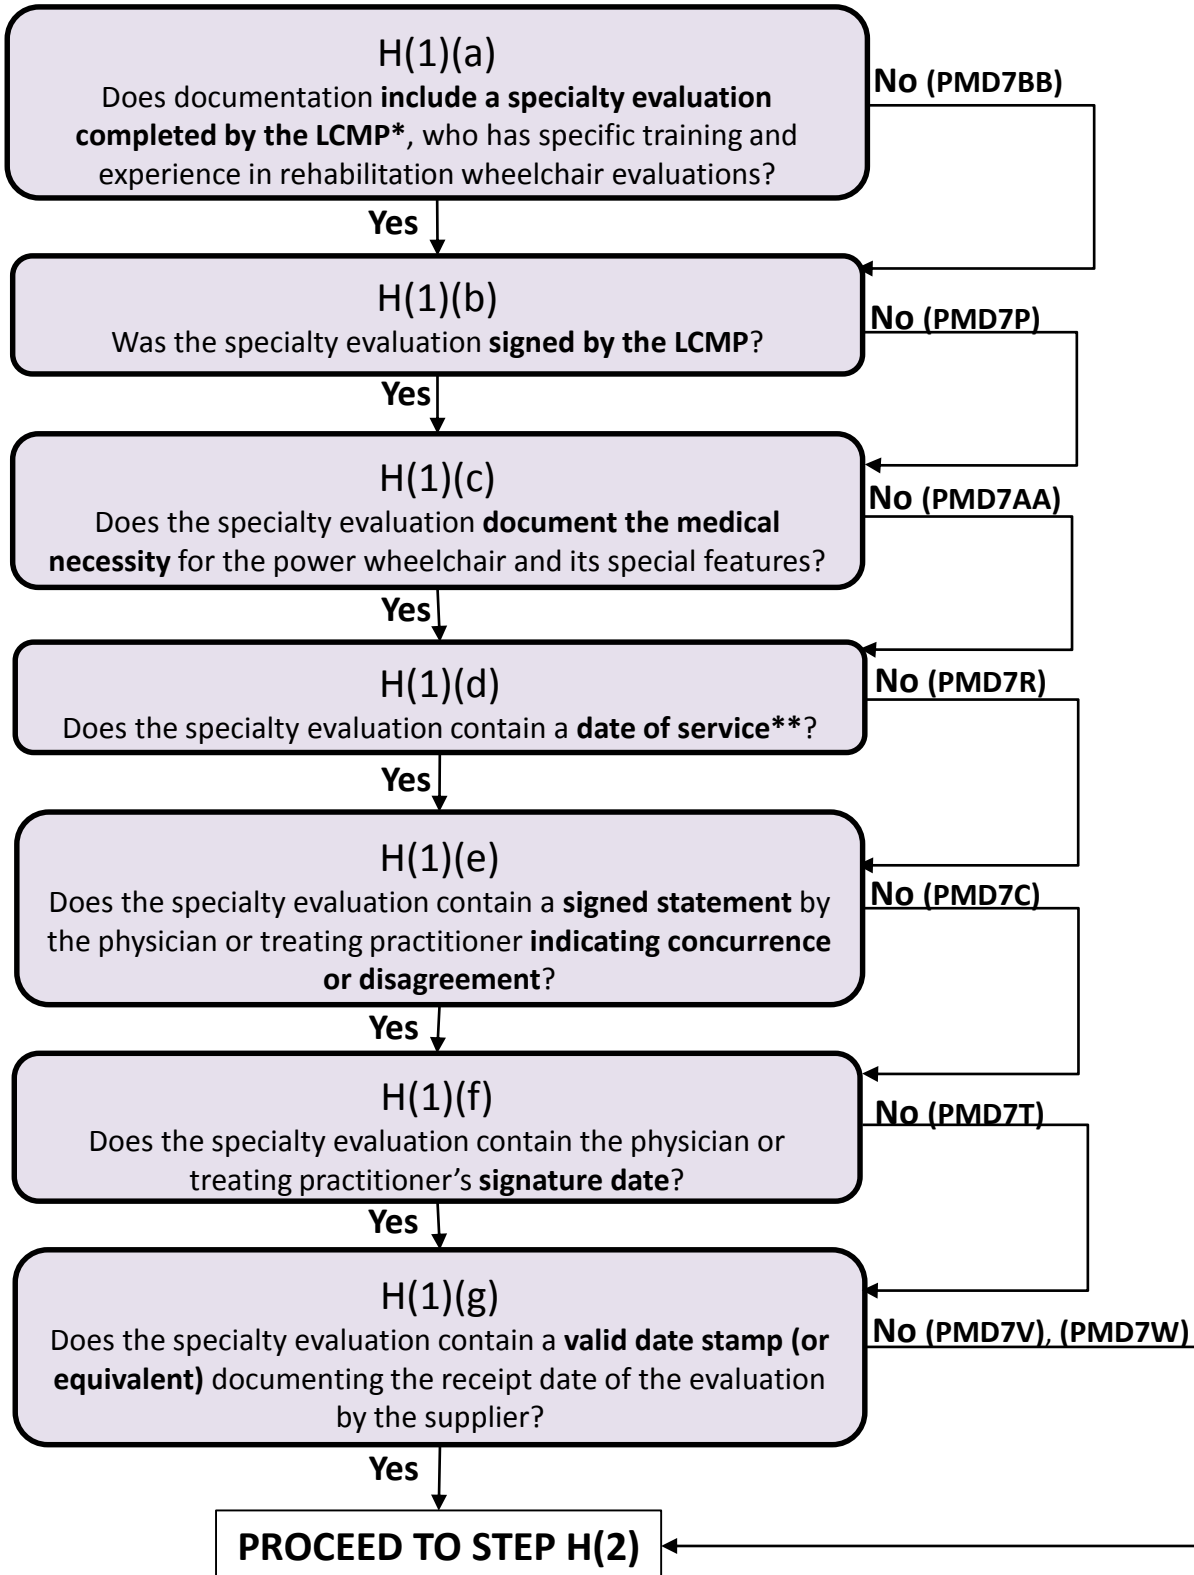 H(1)(a)
Does documentation include a specialty evaluation
completed by the LCMP*, who has specific training and
experience in rehabilitation wheelchair evaluations?
No (PMD7BB)
Yes
H(1)(b)
Was the specialty evaluation signed by the LCMP?
No (PMD7P)
Yes
H(1)(c)
Does the specialty evaluation document the medical
necessity for the power wheelchair and its special features?
No (PMD7AA)
Yes
H(1)(d)
Does the specialty evaluation contain a date of service**?
No (PMD7R)
Yes
H(1)(e)
Does the specialty evaluation contain a signed statement by
the physician or treating practitioner indicating concurrence
or disagreement?
No (PMD7C)
Yes
H(1)(f)
Does the specialty evaluation contain the physician or
treating practitioner’s signature date?
No (PMD7T)
Yes
H(1)(g)
Does the specialty evaluation contain a valid date stamp (or
equivalent) documenting the receipt date of the evaluation
by the supplier?
No (PMD7V), (PMD7W)
Yes
PROCEED TO STEP H(2)